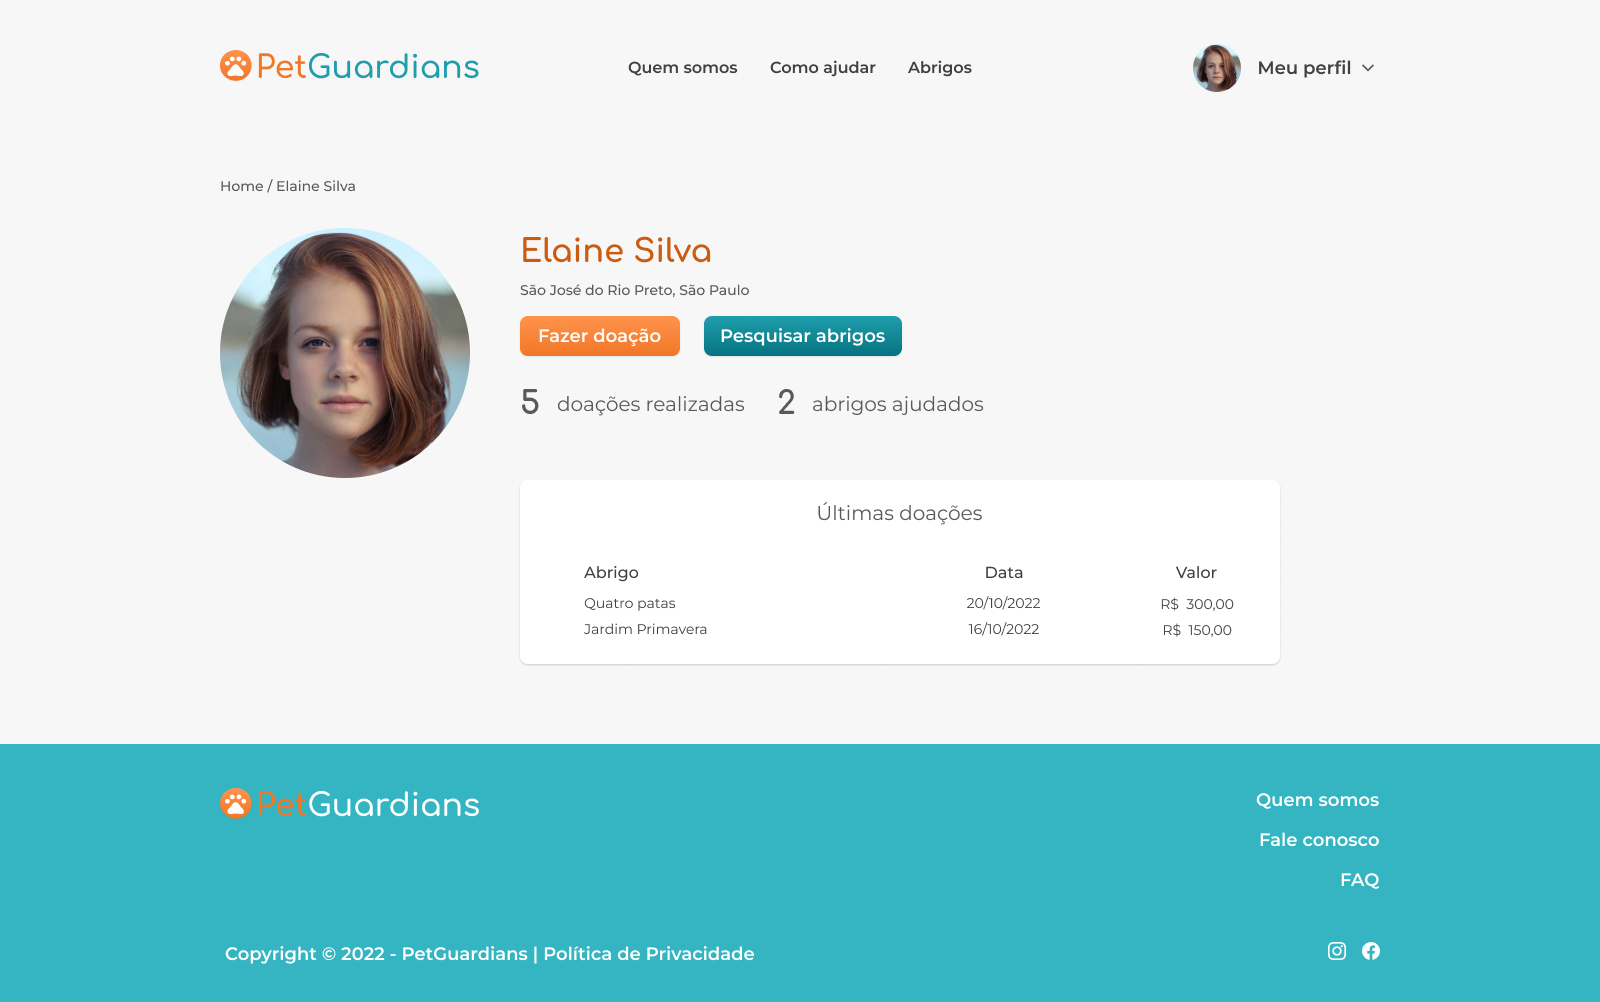 PetGuardians
Quem somos Como ajudar Abrigos
Meu perfil
Home / Elaine Silva
Elaine Silva
São José do Rio Preto, São Paulo
Fazer doação Pesquisar abrigos
5 doações realizadas 2 abrigos ajudados
Últimas doações
Abrigo Data Valor
Quatro patas 20/10/2022 R$ 300,00
Jardim Primavera 16/10/2022 R$ 150,00
PetGuardians
Quem somos
Fale conosco
FAQ
Copyright © 2022 - PetGuardians | Política de Privacidade